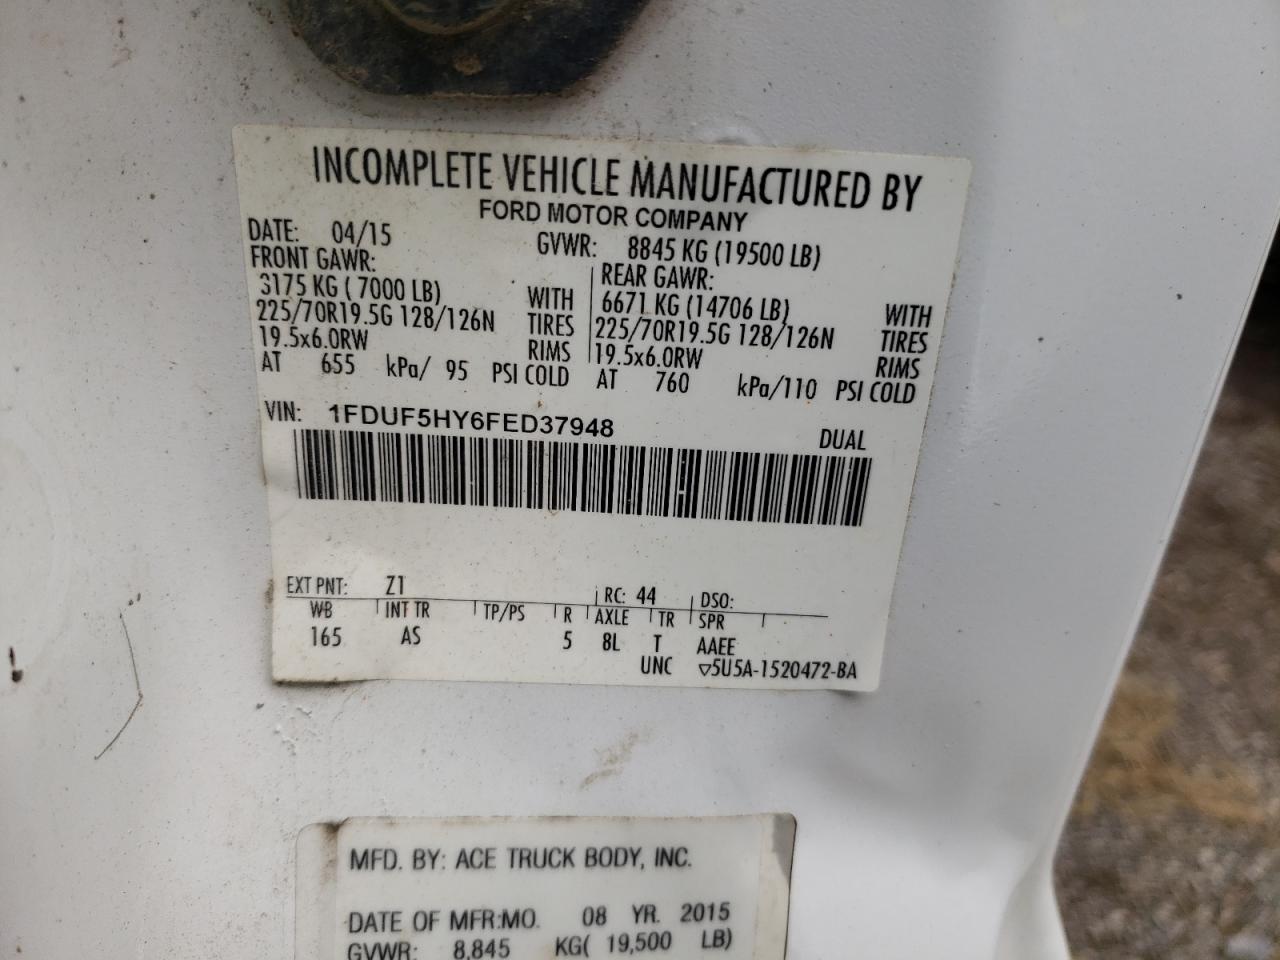 INCOMPLETE VEHICLE MANUFACTURED BY
FORD MOTOR COMPANY
DATE: 04/15 GVWR: 8845 KG (19500 LB)
FRONT GAWR: REAR GAWR:
3175 KG ( 7000 LB) WITH 6671 KG (14706 LB) WITH
225/70R19.5G 128/126N TIRES 225/70R19.5G 128/126N TIRES
19.5x6.0RW RIMS 19.5x6.0RW RIMS
AT 655 kPa/ 95 PSI COLD AT 760 kPa/110 PSI COLD
VIN: 1FDUF5HY6FED37948 DUAL
EXT PNT: Z1 RC: 44 DSO:
WB INT TR TP/PS R AXLE TR SPR
165 AS 5 8L T AAEE
UNC ▽5U5A-1520472-BA
MFD. BY: ACE TRUCK BODY, INC.
DATE OF MFR:MO. 08 YR. 2015
GVWR: 8,845 KG( 19,500 LB)